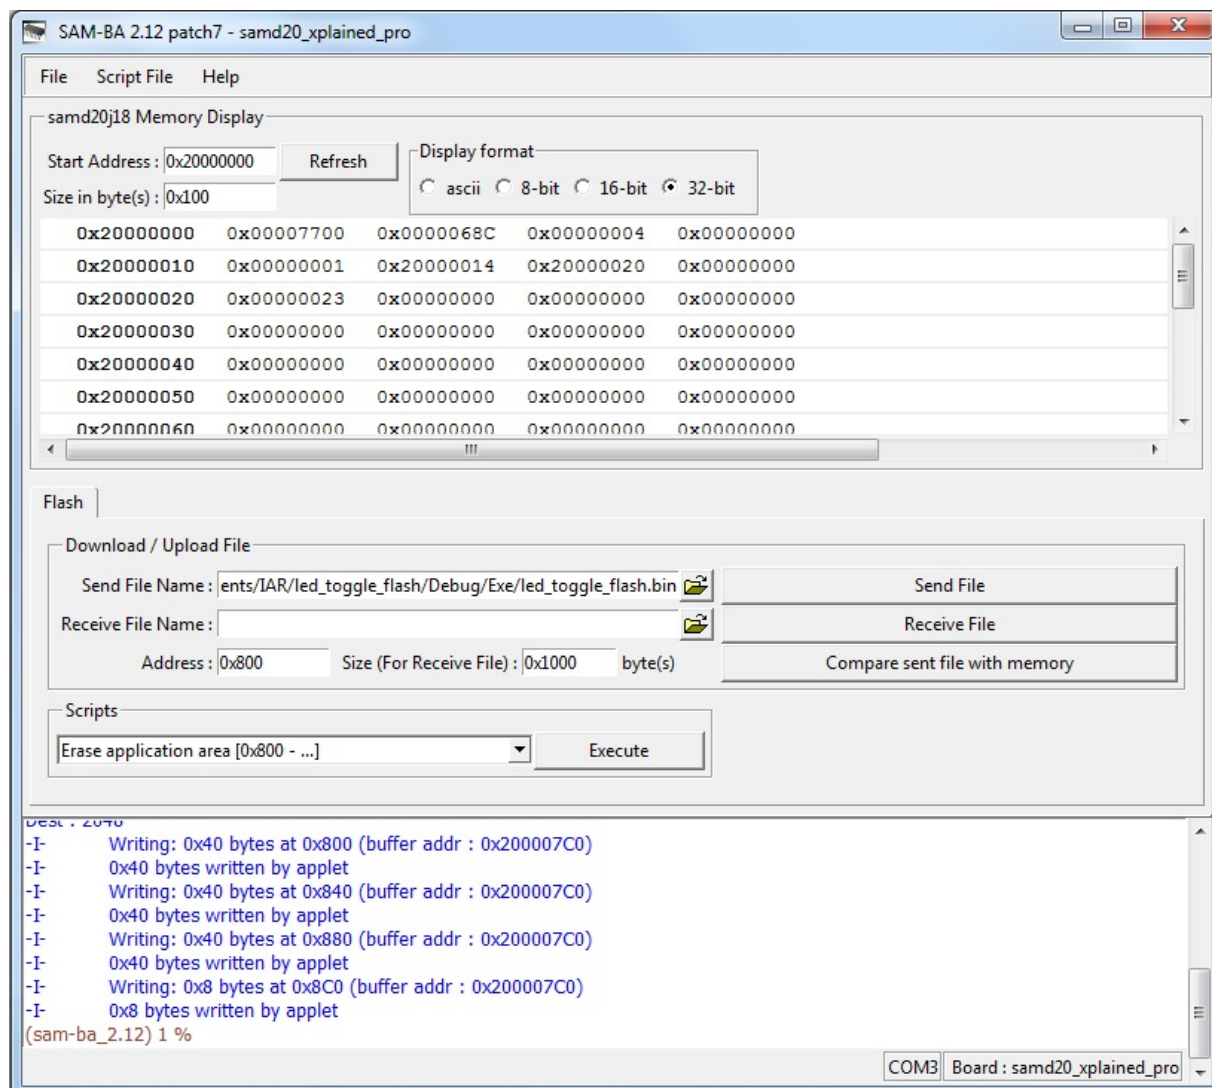 SAM-BA 2.12 patch7 - samd20_xplained_pro
File Script File Help
samd20j18 Memory Display
Start Address : 0x20000000 Refresh
Display format
ascii 8-bit 16-bit 32-bit
Size in byte(s) : 0x100
0x20000000 0x00007700 0x0000068C 0x00000004 0x00000000
0x20000010 0x00000001 0x20000014 0x20000020 0x00000000
0x20000020 0x00000023 0x00000000 0x00000000 0x00000000
0x20000030 0x00000000 0x00000000 0x00000000 0x00000000
0x20000040 0x00000000 0x00000000 0x00000000 0x00000000
0x20000050 0x00000000 0x00000000 0x00000000 0x00000000
0x20000060 0x00000000 0x00000000 0x00000000 0x00000000
Flash
Download / Upload File
Send File Name : ents/IAR/led_toggle_flash/Debug/Exe/led_toggle_flash.bin Send File
Receive File Name : Receive File
Address : 0x800 Size (For Receive File) : 0x1000 byte(s) Compare sent file with memory
Scripts
Erase application area [0x800 - ...] Execute
Dest : 2048
-I- Writing: 0x40 bytes at 0x800 (buffer addr : 0x200007C0)
-I- 0x40 bytes written by applet
-I- Writing: 0x40 bytes at 0x840 (buffer addr : 0x200007C0)
-I- 0x40 bytes written by applet
-I- Writing: 0x40 bytes at 0x880 (buffer addr : 0x200007C0)
-I- 0x40 bytes written by applet
-I- Writing: 0x8 bytes at 0x8C0 (buffer addr : 0x200007C0)
-I- 0x8 bytes written by applet
(sam-ba_2.12) 1 %
COM3 Board : samd20_xplained_pro